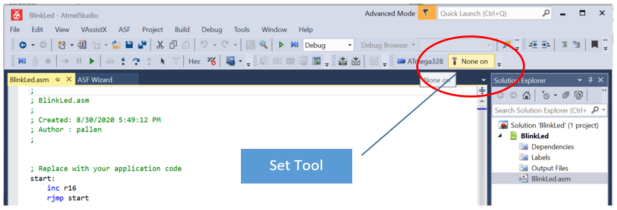 BlinkLed - AtmelStudio
Advanced Mode
Quick Launch (Ctrl+Q)
File Edit View VAssistX ASF Project Build Debug Tools Window Help
Debug
Debug Browser
Hex
ATmega328
None on
BlinkLed.asm
ASF Wizard
None on
Solution Explorer
;
; BlinkLed.asm
;
; Created: 8/30/2020 5:49:12 PM
; Author : pallen
;
; Replace with your application code
start:
inc r16
rjmp start
Set Tool
Search Solution Explorer (Ctrl+
Solution 'BlinkLed' (1 project)
BlinkLed
Dependencies
Labels
Output Files
BlinkLed.asm